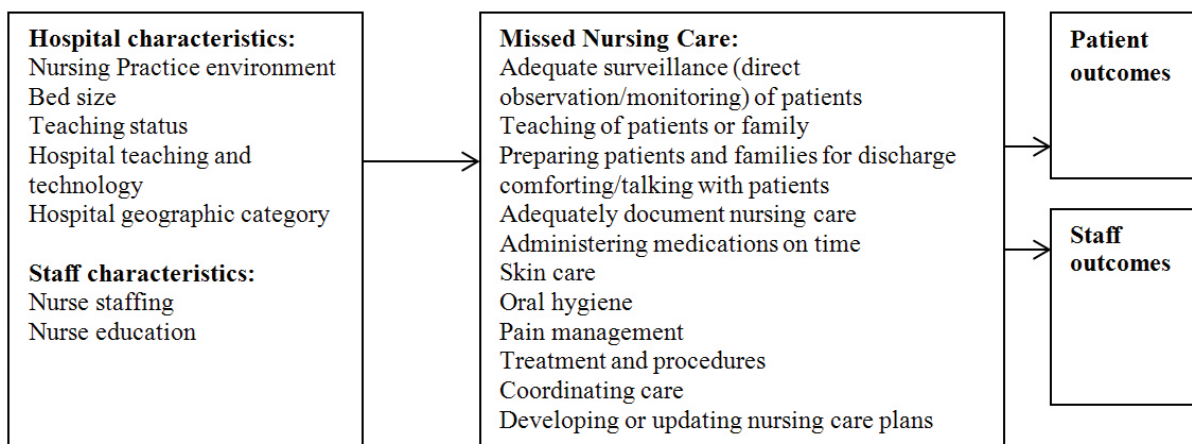 Hospital characteristics:
Nursing Practice environment
Bed size
Teaching status
Hospital teaching and
technology
Hospital geographic category
Staff characteristics:
Nurse staffing
Nurse education
Missed Nursing Care:
Adequate surveillance (direct
observation/monitoring) of patients
Teaching of patients or family
Preparing patients and families for discharge
comforting/talking with patients
Adequately document nursing care
Administering medications on time
Skin care
Oral hygiene
Pain management
Treatment and procedures
Coordinating care
Developing or updating nursing care plans
Patient
outcomes
Staff
outcomes